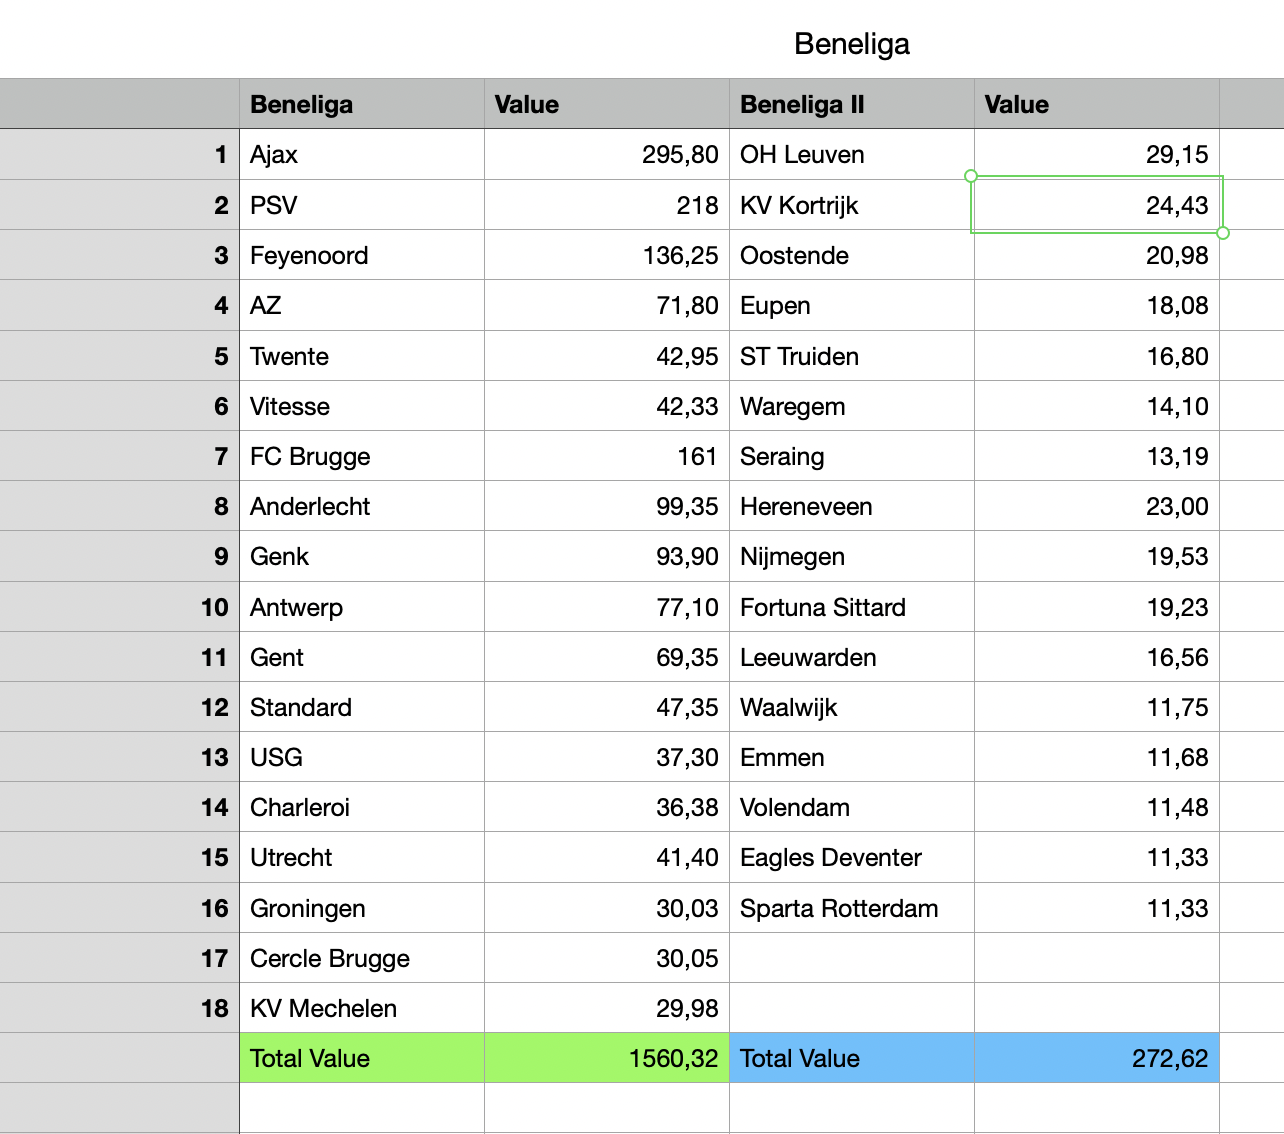 Beneliga
Beneliga Value Beneliga II Value
1 Ajax 295,80 OH Leuven 29,15
2 PSV 218 KV Kortrijk 24,43
3 Feyenoord 136,25 Oostende 20,98
4 AZ 71,80 Eupen 18,08
5 Twente 42,95 ST Truiden 16,80
6 Vitesse 42,33 Waregem 14,10
7 FC Brugge 161 Seraing 13,19
8 Anderlecht 99,35 Hereneveen 23,00
9 Genk 93,90 Nijmegen 19,53
10 Antwerp 77,10 Fortuna Sittard 19,23
11 Gent 69,35 Leeuwarden 16,56
12 Standard 47,35 Waalwijk 11,75
13 USG 37,30 Emmen 11,68
14 Charleroi 36,38 Volendam 11,48
15 Utrecht 41,40 Eagles Deventer 11,33
16 Groningen 30,03 Sparta Rotterdam 11,33
17 Cercle Brugge 30,05
18 KV Mechelen 29,98
Total Value 1560,32 Total Value 272,62